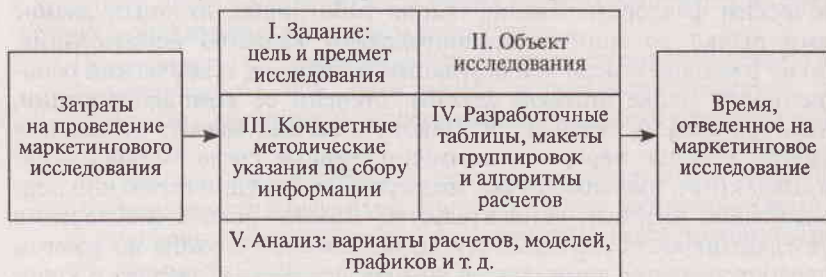 Затраты
на проведение
маркетингового
исследования
I. Задание:
цель и предмет
исследования
II. Объект
исследования
III. Конкретные
методические
указания по сбору
информации
IV. Разработочные
таблицы, макеты
группировок
и алгоритмы
расчетов
V. Анализ: варианты расчетов, моделей,
графиков и т. д.
Время,
отведенное на
маркетинговое
исследование